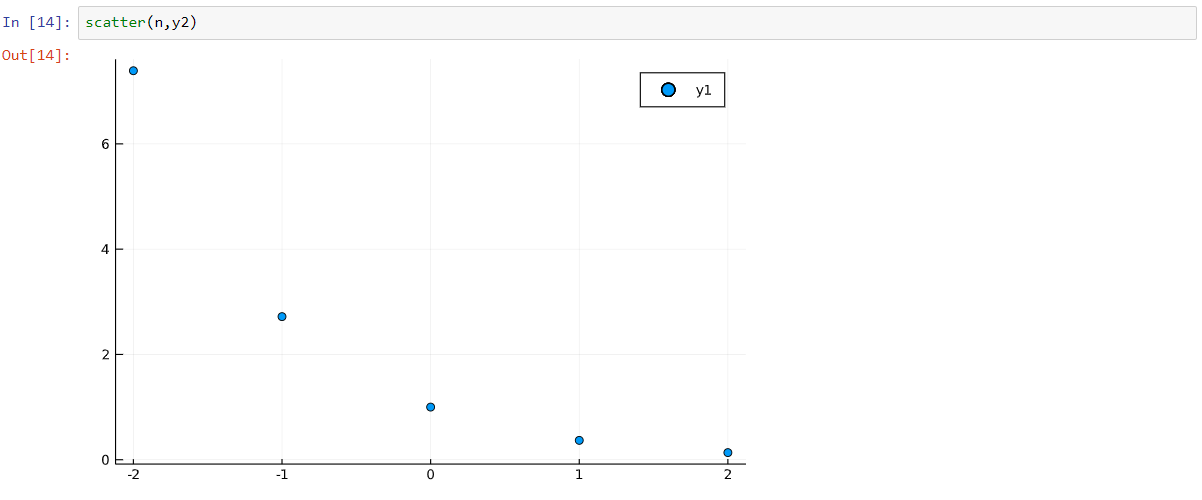 In [14]: scatter(n,y2)
Out[14]:
y1
6
4
2
0
-2 -1 0 1 2